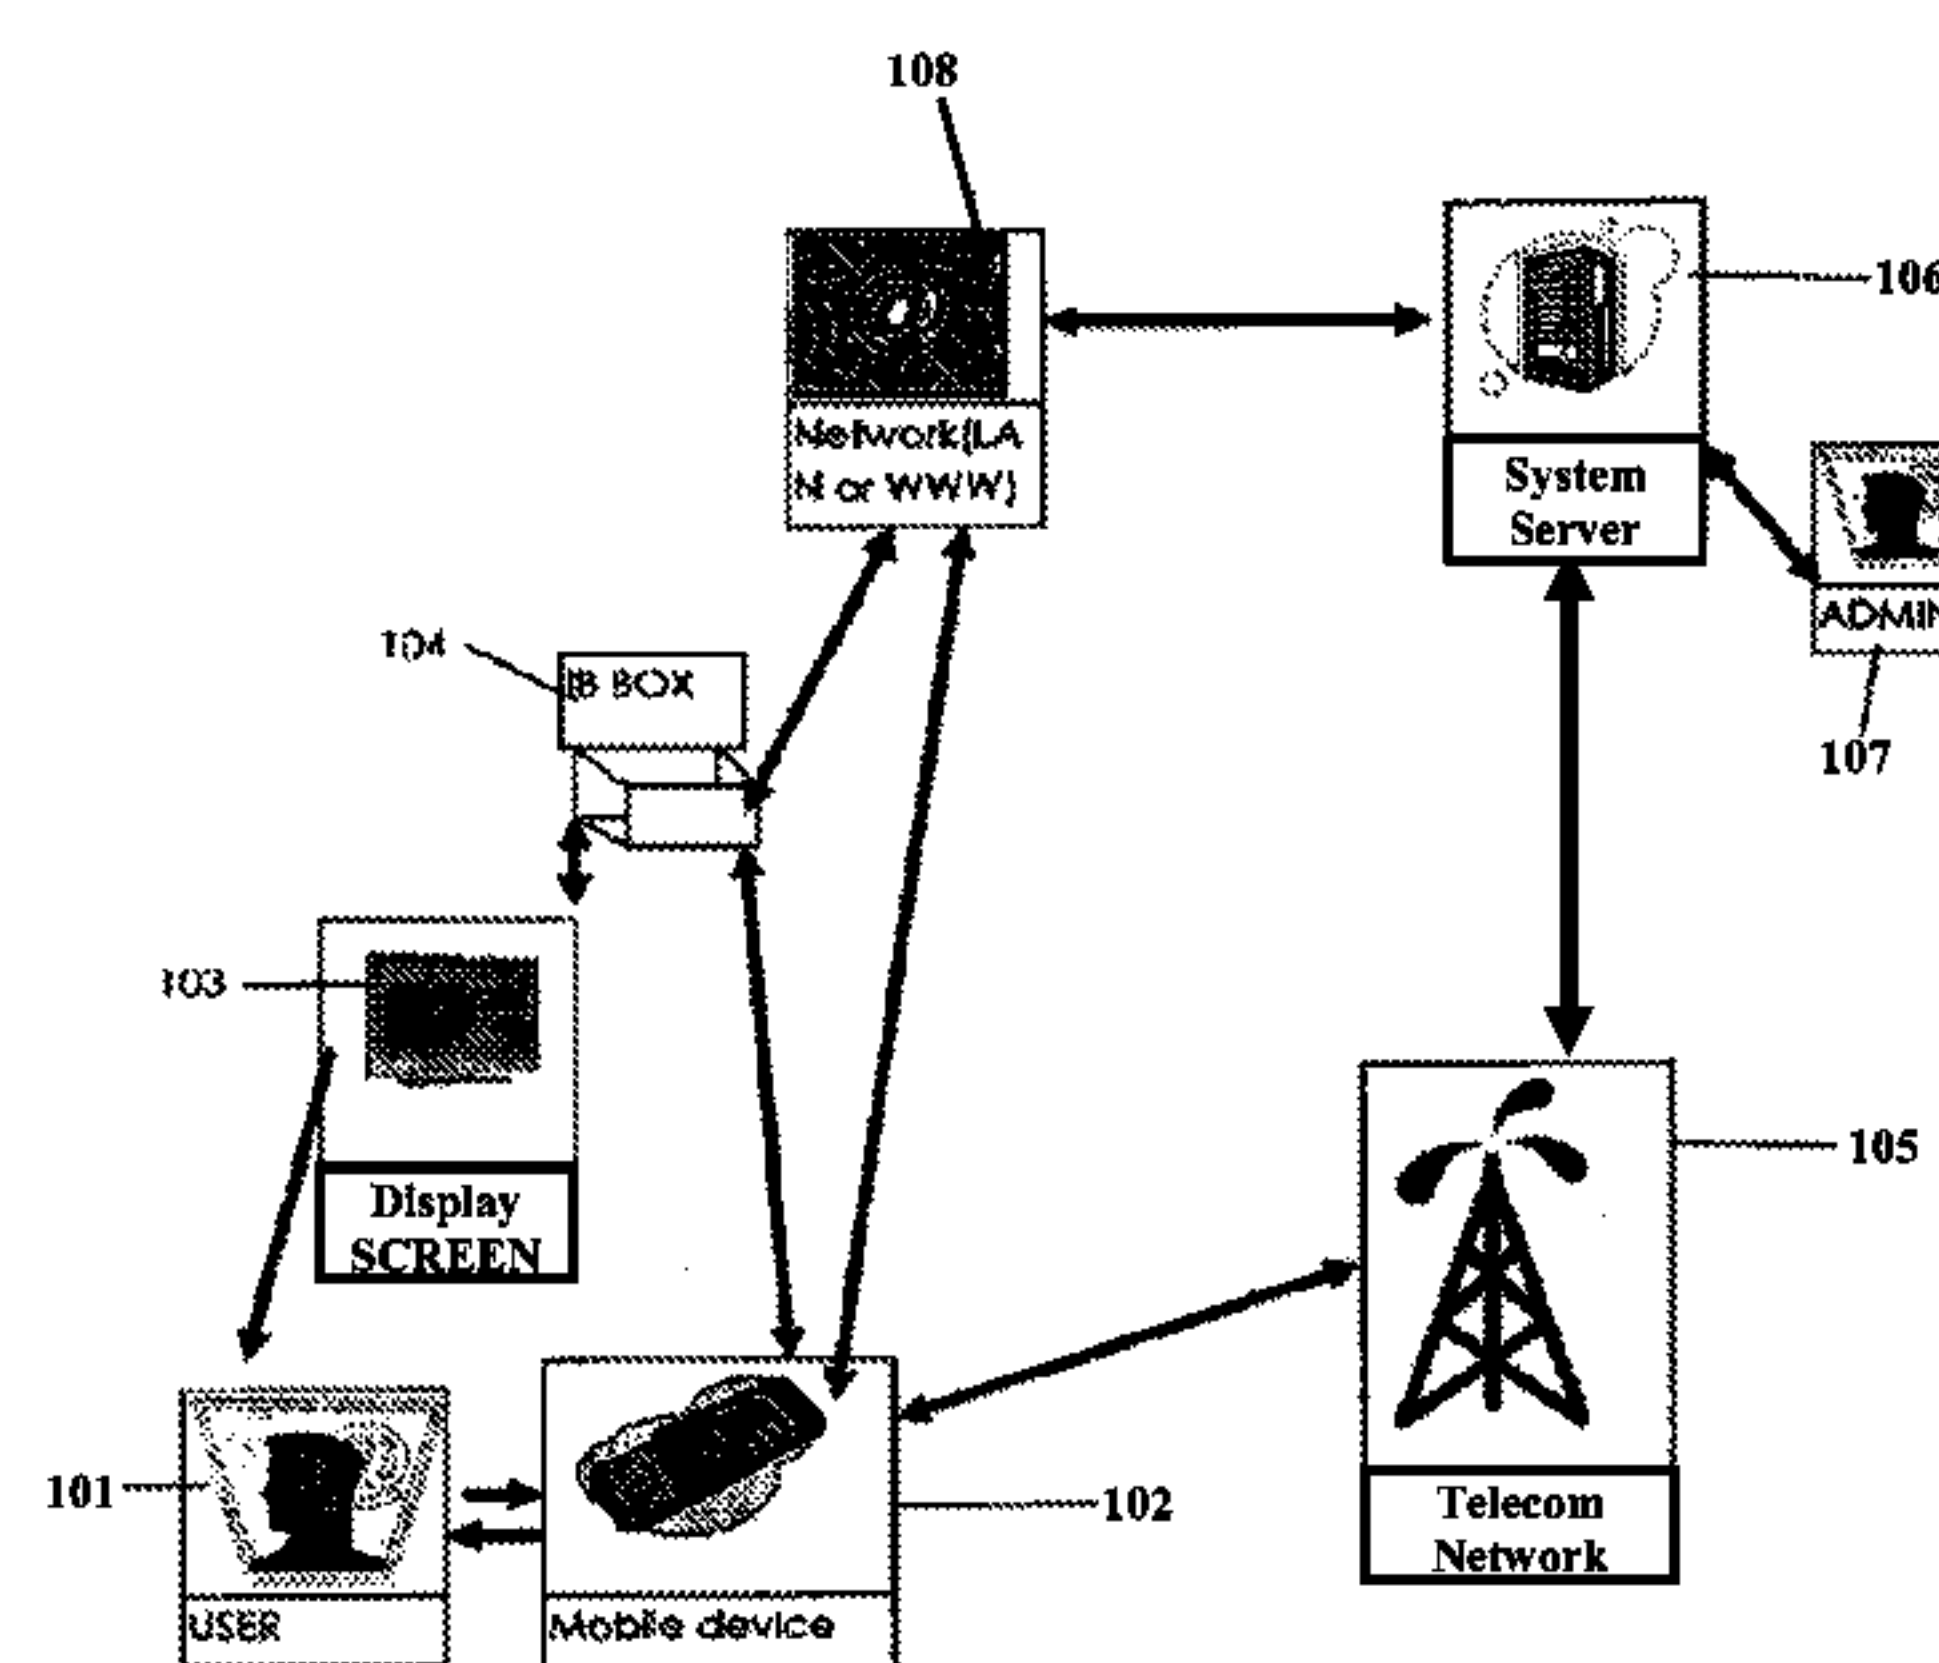 108
106
Network(LA
N or WWW)
System
Server
ADMIN
104
IB BOX
107
103
105
Display
SCREEN
101
102
Telecom
Network
USER
Mobile device